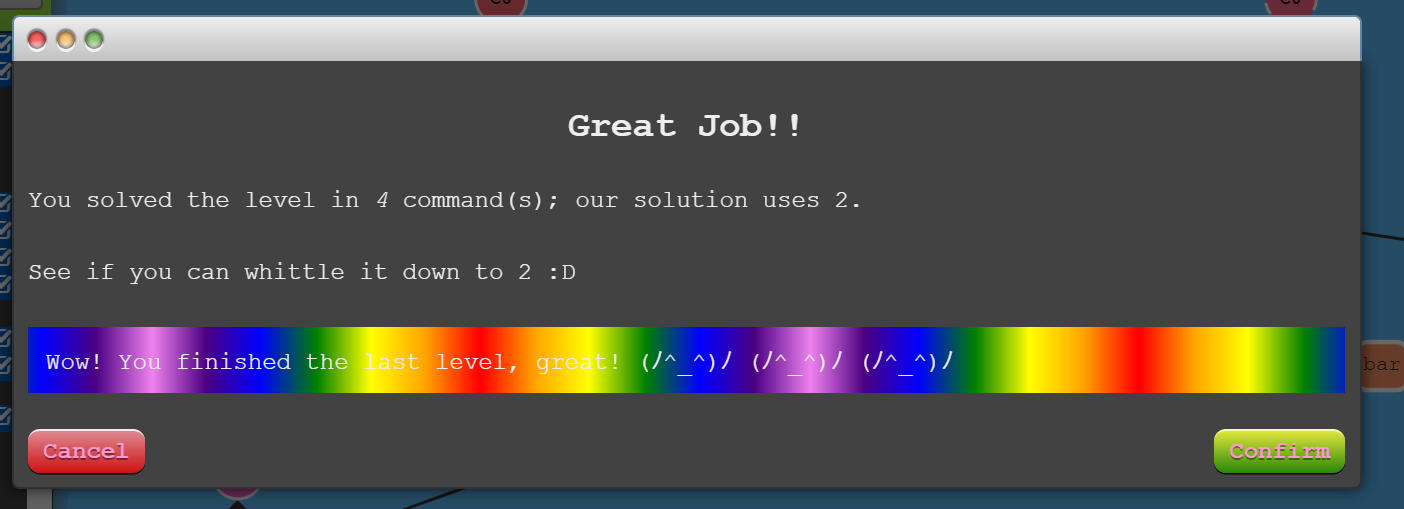 Great Job!!
You solved the level in 4 command(s); our solution uses 2.
See if you can whittle it down to 2 :D
Wow! You finished the last level, great! (ﾉ^_^)ﾉ (ﾉ^_^)ﾉ (ﾉ^_^)ﾉ
bar
Cancel Confirm